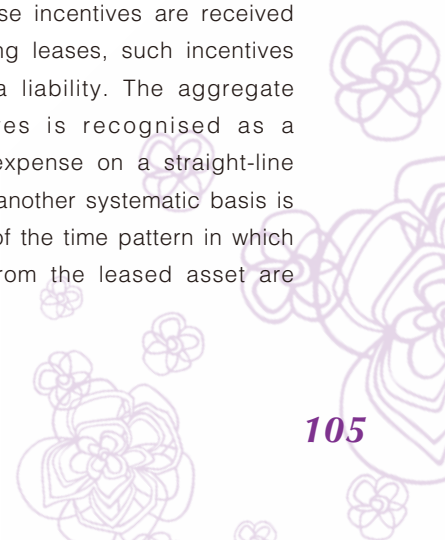 se incentives are received
ng leases, such incentives
a liability. The aggregate
es is recognised as a
expense on a straight-line
another systematic basis is
of the time pattern in which
rom the leased asset are
105